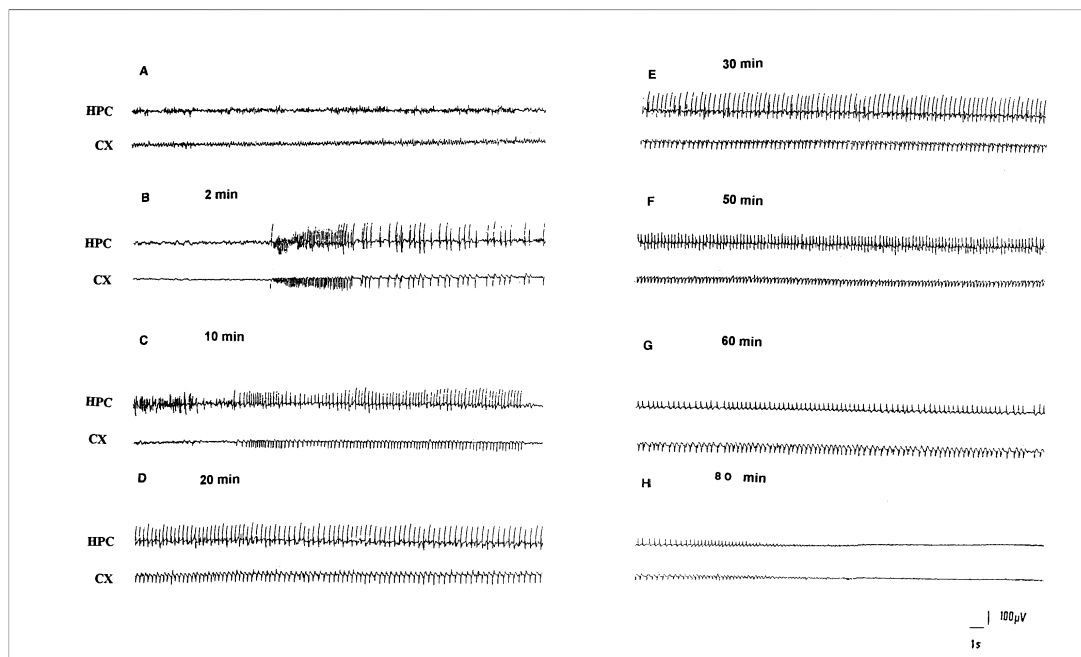 A
HPC
CX
B 2 min
HPC
CX
C 10 min
HPC
CX
D 20 min
HPC
CX
E 30 min
F 50 min
G 60 min
H 80 min
100µV
1s